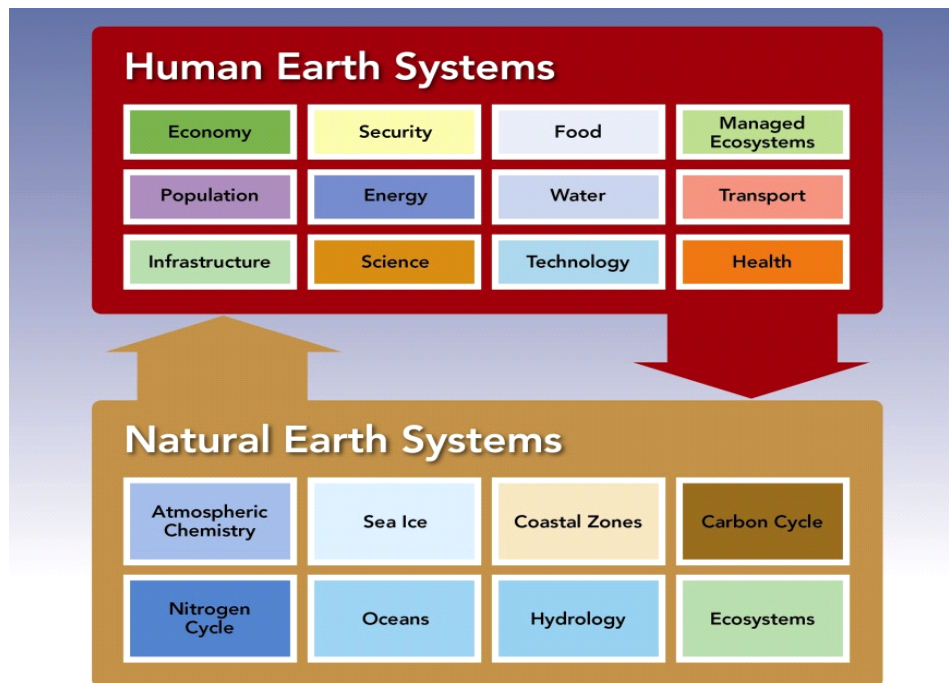 Human Earth Systems
Economy
Security
Food
Managed
Ecosystems
Population
Energy
Water
Transport
Infrastructure
Science
Technology
Health
Natural Earth Systems
Atmospheric
Chemistry
Sea Ice
Coastal Zones
Carbon Cycle
Nitrogen
Cycle
Oceans
Hydrology
Ecosystems